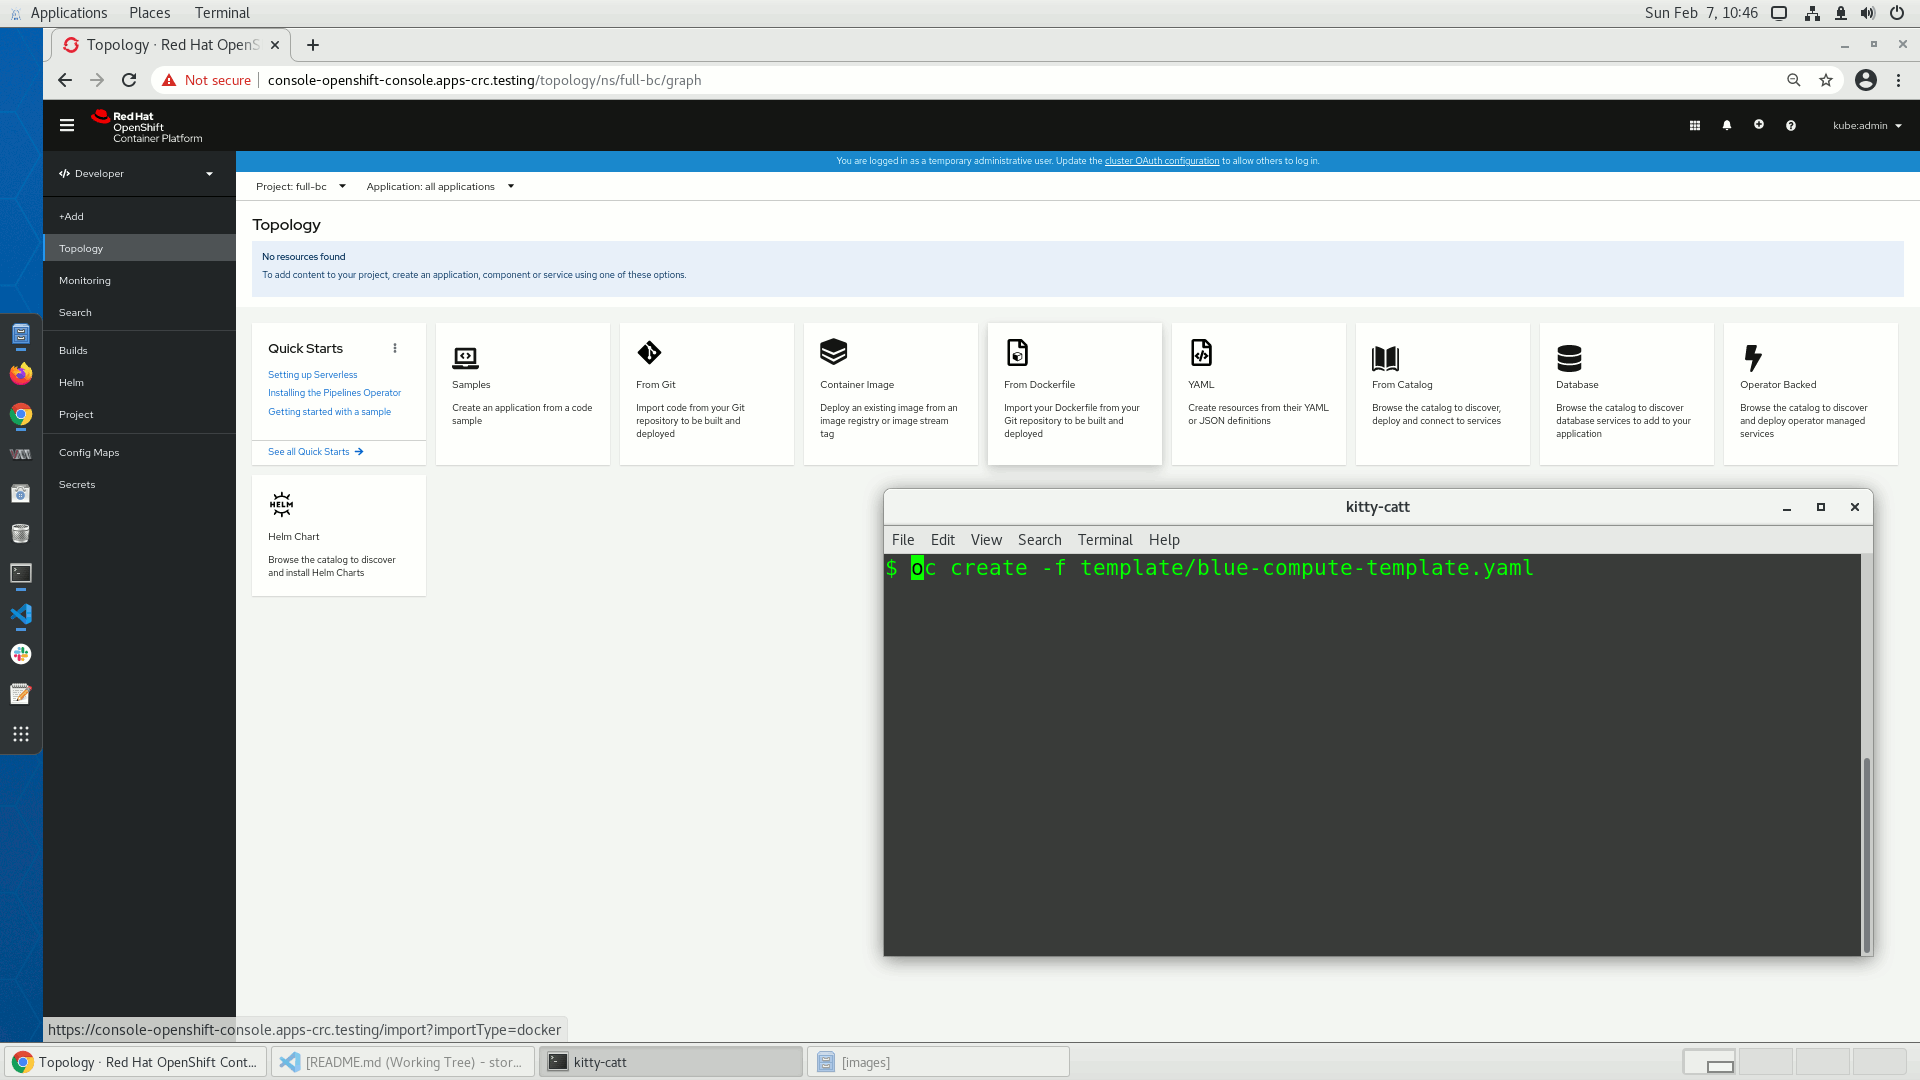 Applications Places Terminal Sun Feb 7, 10:46
Topology · Red Hat OpenS
Not secure console-openshift-console.apps-crc.testing/topology/ns/full-bc/graph
Red Hat
OpenShift
Container Platform
kube:admin
You are logged in as a temporary administrative user. Update the cluster OAuth configuration to allow others to log in.
Developer
+Add
Topology
Monitoring
Search
Builds
Helm
Project
Config Maps
Secrets
Project: full-bc Application: all applications
Topology
No resources found
To add content to your project, create an application, component or service using one of these options.
Quick Starts
Setting up Serverless
Installing the Pipelines Operator
Getting started with a sample
See all Quick Starts
Samples
Create an application from a code
sample
From Git
Import code from your Git
repository to be built and
deployed
Container Image
Deploy an existing image from an
image registry or image stream
tag
From Dockerfile
Import your Dockerfile from your
Git repository to be built and
deployed
YAML
Create resources from their YAML
or JSON definitions
From Catalog
Browse the catalog to discover,
deploy and connect to services
Database
Browse the catalog to discover
database services to add to your
application
Operator Backed
Browse the catalog to discover
and deploy operator managed
services
HELM
Helm Chart
Browse the catalog to discover
and install Helm Charts
kitty-catt
File Edit View Search Terminal Help
$ oc create -f template/blue-compute-template.yaml
https://console-openshift-console.apps-crc.testing/import?importType=docker
Topology · Red Hat OpenShift Cont... [README.md (Working Tree) - stor... kitty-catt [images]